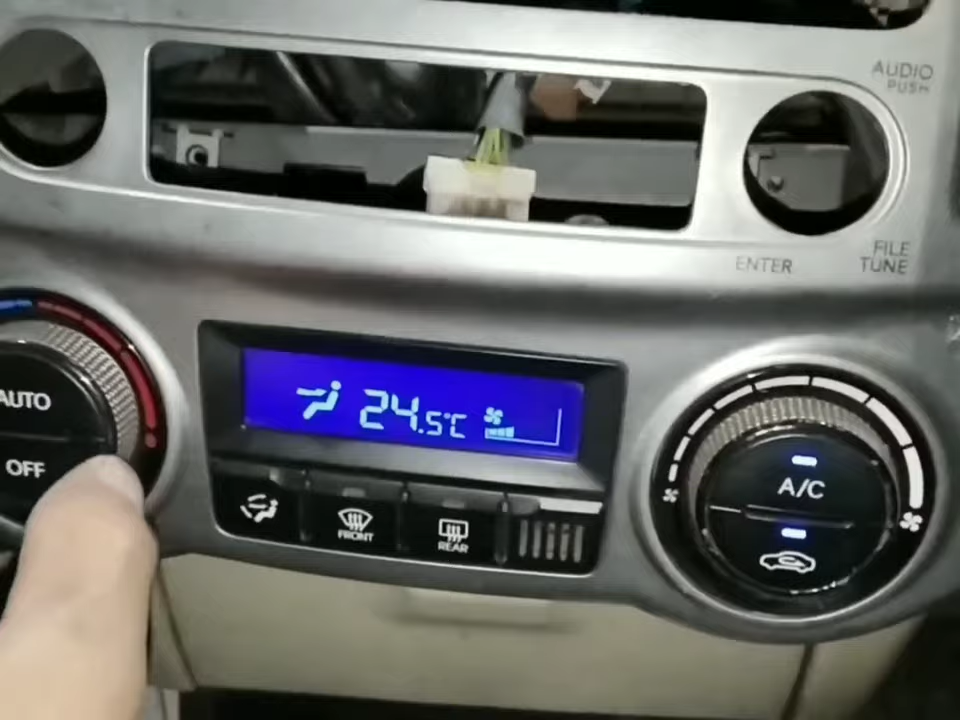 AUDIO
PUSH
ENTER
FILE
TUNE
AUTO
OFF
24.5°C
FRONT
REAR
A/C